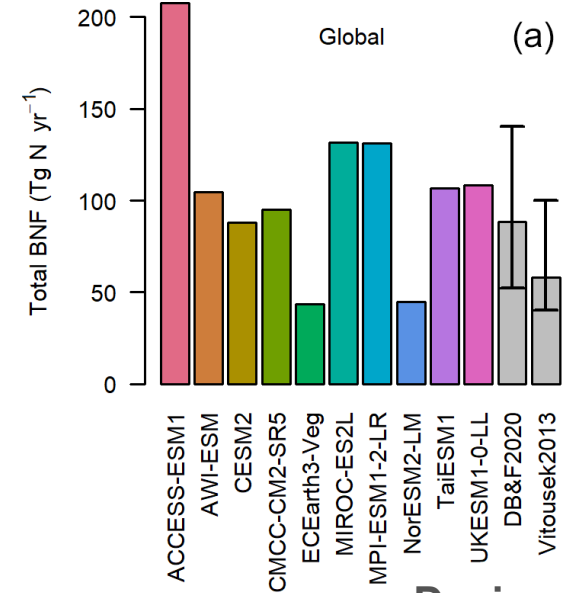 Global
(a)
Total BNF (Tg N yr⁻¹)
200
150
100
50
0
ACCESS-ESM1
AWI-ESM
CESM2
CMCC-CM2-SR5
ECEarth3-Veg
MIROC-ES2L
MPI-ESM1-2-LR
NorESM2-LM
TaiESM1
UKESM1-0-LL
DB&F2020
Vitousek2013